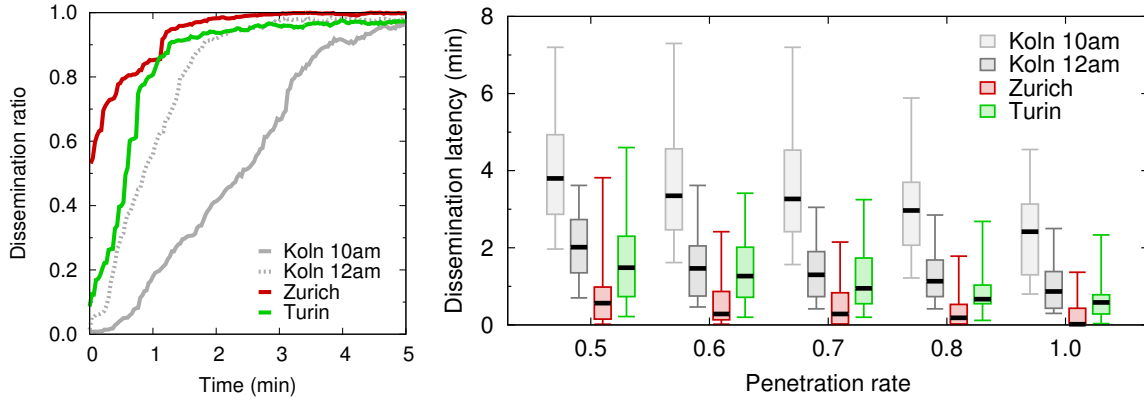 Dissemination ratio
1.0
0.8
0.6
0.4
0.2
0.0
0 1 2 3 4 5
Time (min)
Koln 10am
Koln 12am
Zurich
Turin
Dissemination latency (min)
8
6
4
2
0
0.5 0.6 0.7 0.8 1.0
Penetration rate
Koln 10am
Koln 12am
Zurich
Turin